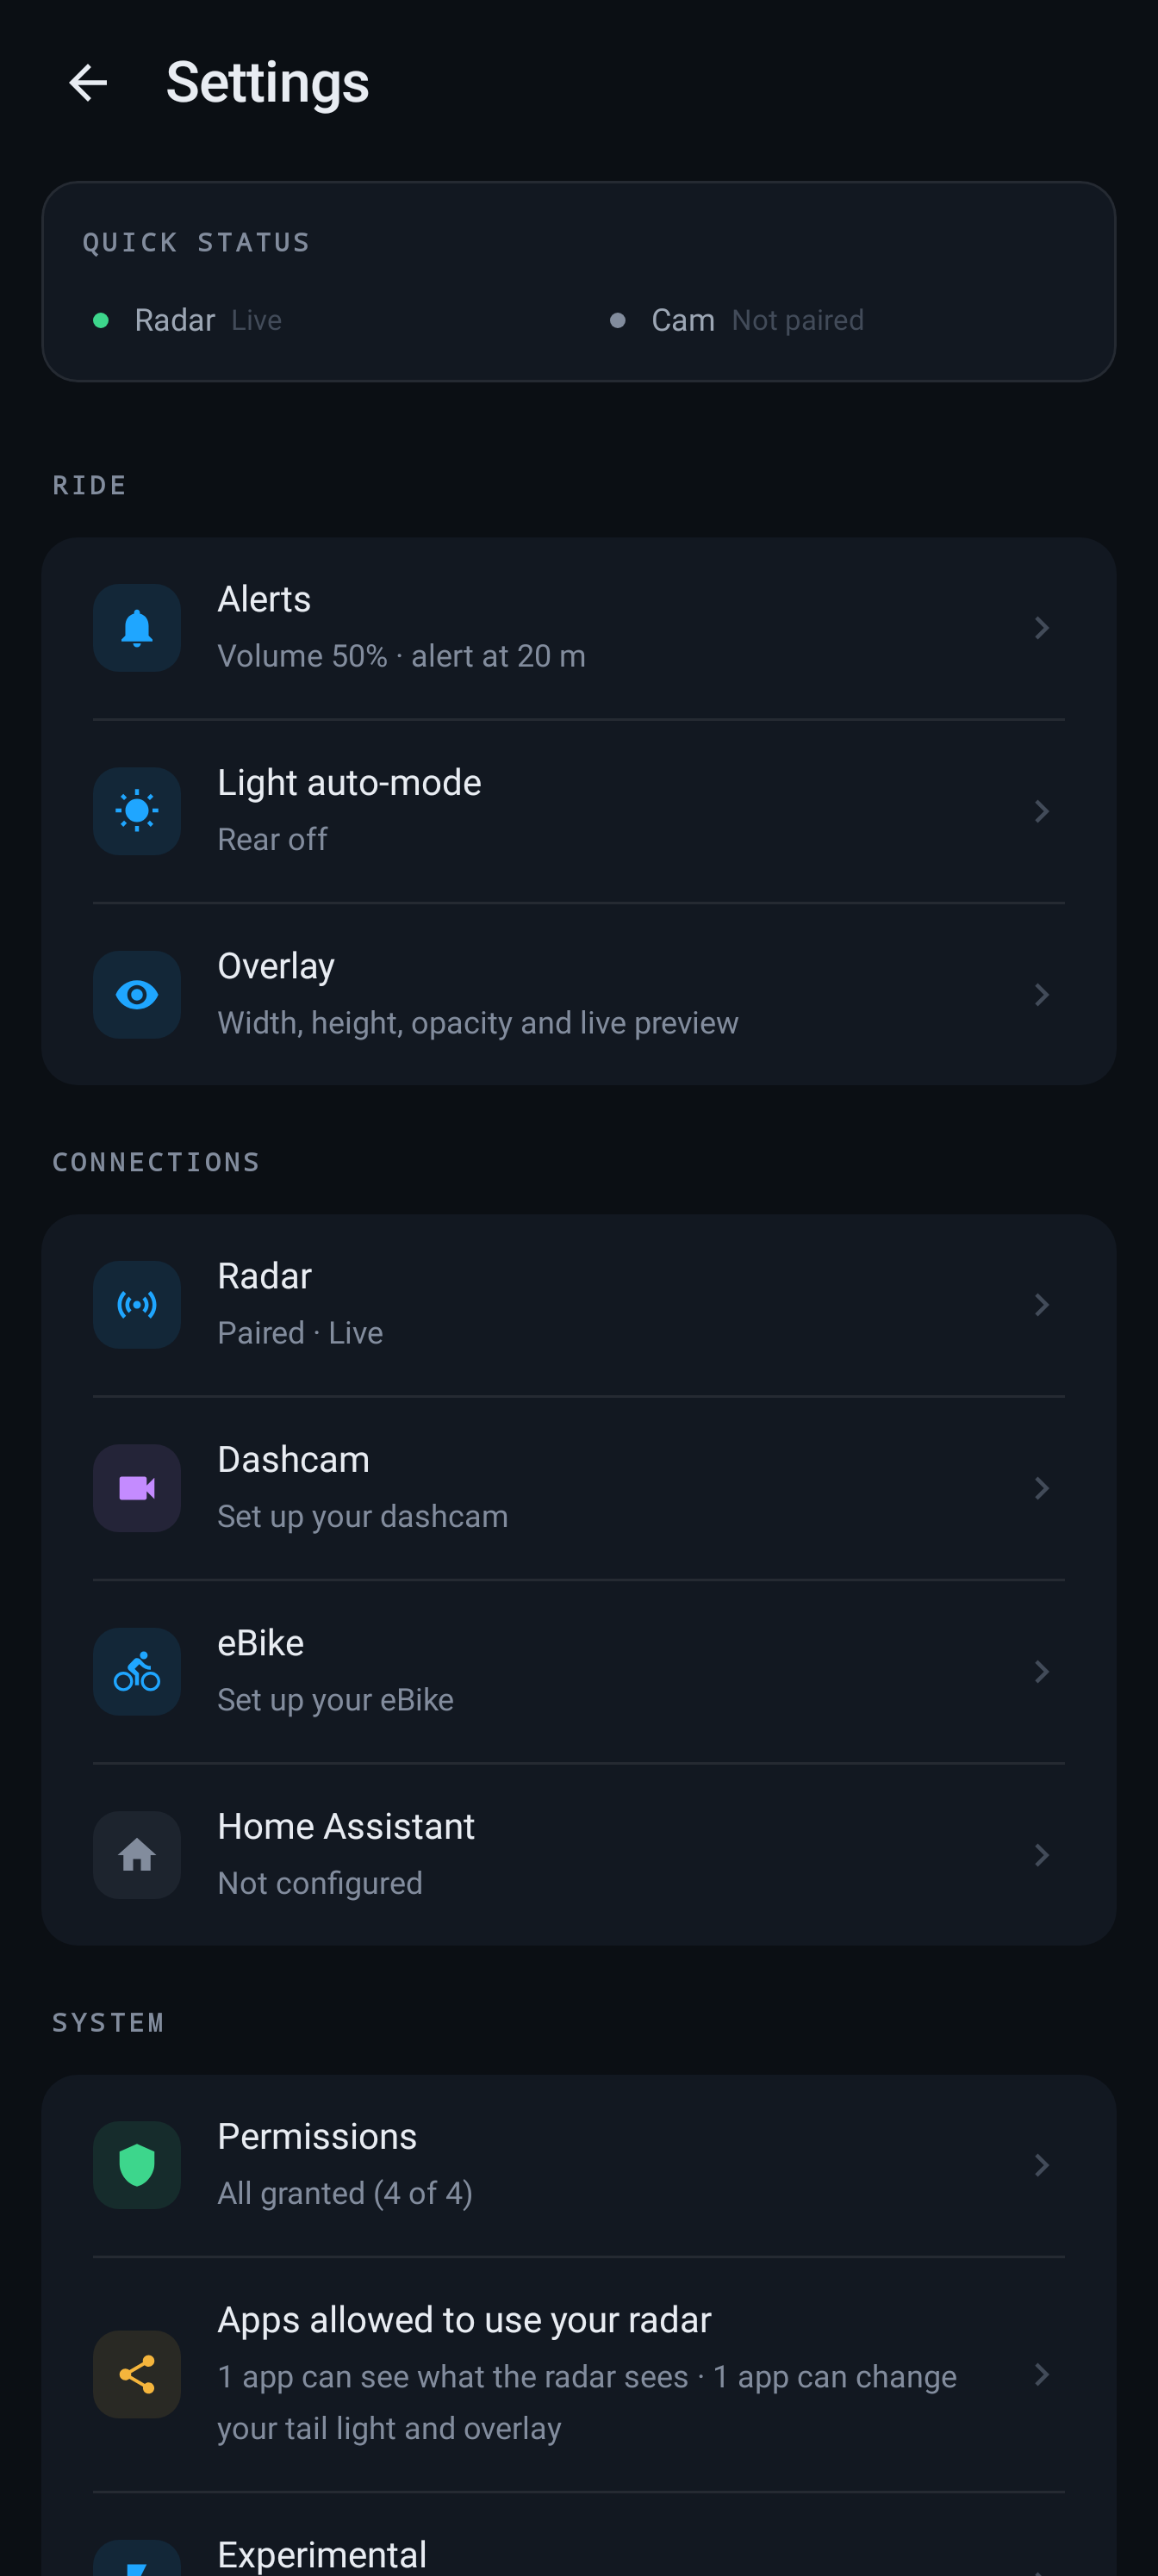 Settings
QUICK STATUS
Radar Live
Cam Not paired
RIDE
Alerts
Volume 50% · alert at 20 m
Light auto-mode
Rear off
Overlay
Width, height, opacity and live preview
CONNECTIONS
Radar
Paired · Live
Dashcam
Set up your dashcam
eBike
Set up your eBike
Home Assistant
Not configured
SYSTEM
Permissions
All granted (4 of 4)
Apps allowed to use your radar
1 app can see what the radar sees · 1 app can change
your tail light and overlay
Experimental